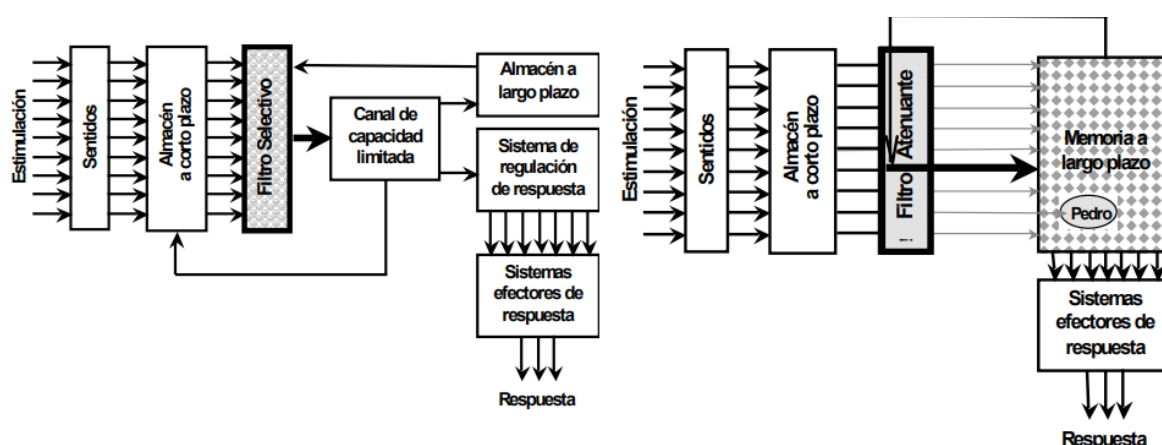 Estimulación
Sentidos
Almacén
a corto plazo
Filtro Selectivo
Canal de
capacidad
limitada
Almacén a
largo plazo
Sistema de
regulación
de respuesta
Sistemas
efectores de
respuesta
Respuesta
Estimulación
Sentidos
Almacén
a corto plazo
Filtro Atenuante
Memoria a
largo plazo
Pedro
Sistemas
efectores de
respuesta
Respuesta